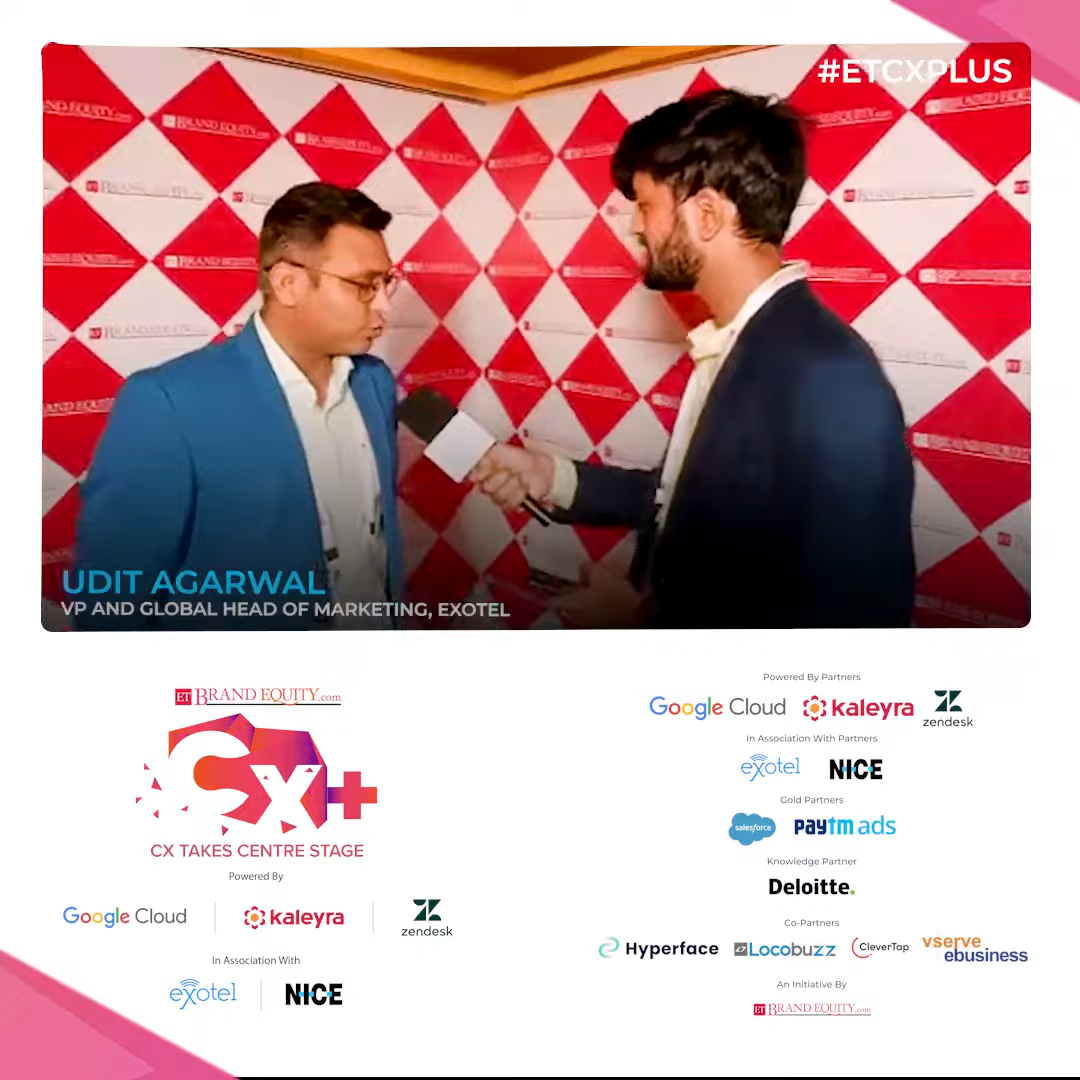 #ETCXPLUS
UDIT AGARWAL
VP AND GLOBAL HEAD OF MARKETING, EXOTEL
ET BRAND EQUITY.com
Cx+
CX TAKES CENTRE STAGE
Powered By
Google Cloud
kaleyra
zendesk
In Association With
exotel
NICE
Powered By Partners
Google Cloud
kaleyra
zendesk
In Association With Partners
exotel
NICE
Gold Partners
salesforce
paytm ads
Knowledge Partner
Deloitte.
Co-Partners
Hyperface
Locobuzz
CleverTap
vserve
ebusiness
An Initiative By
ET BRAND EQUITY.com